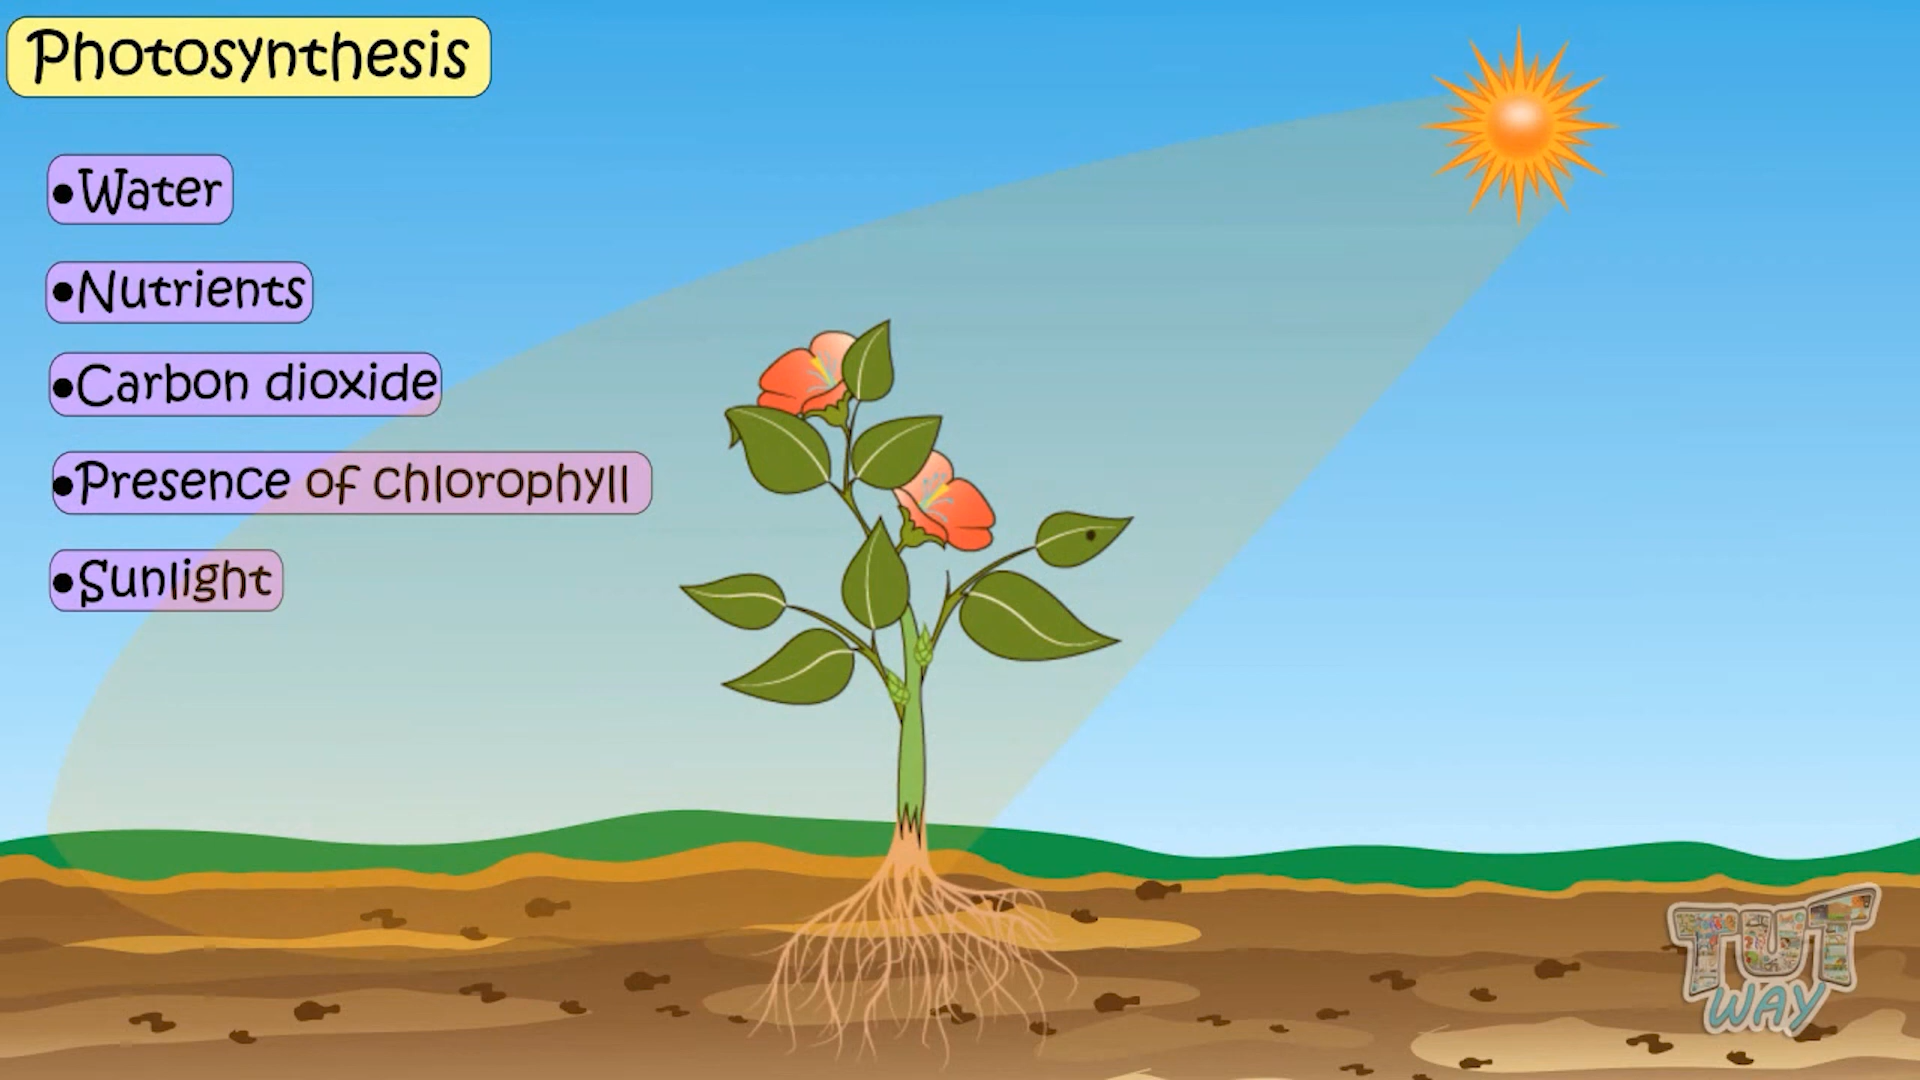 Photosynthesis
•Water
•Nutrients
•Carbon dioxide
•Presence of chlorophyll
•Sunlight
TUT
WAY